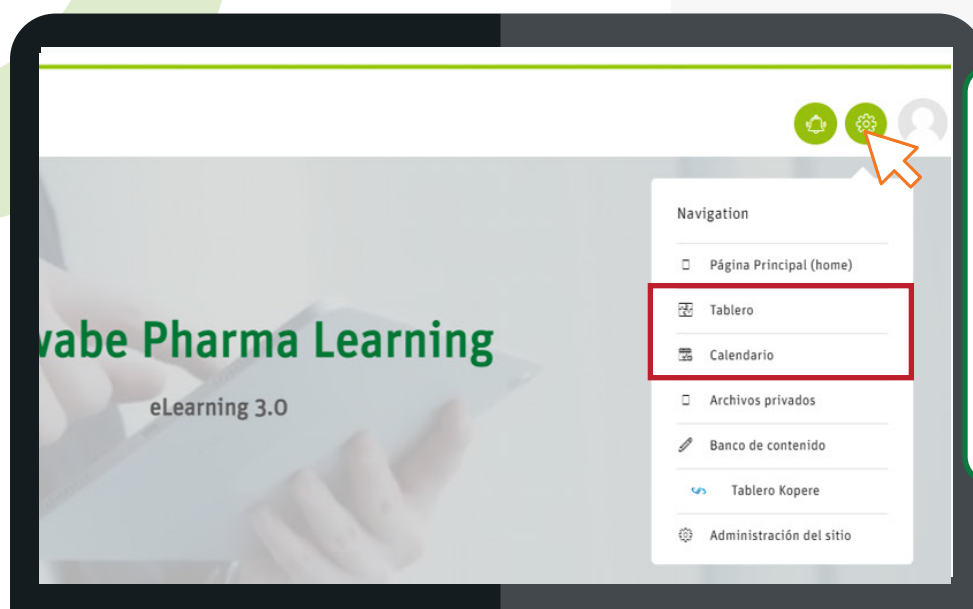 Navigation
Página Principal (home)
Tablero
Calendario
vabe Pharma Learning
eLearning 3.0
Archivos privados
Banco de contenido
Tablero Kopere
Administración del sitio